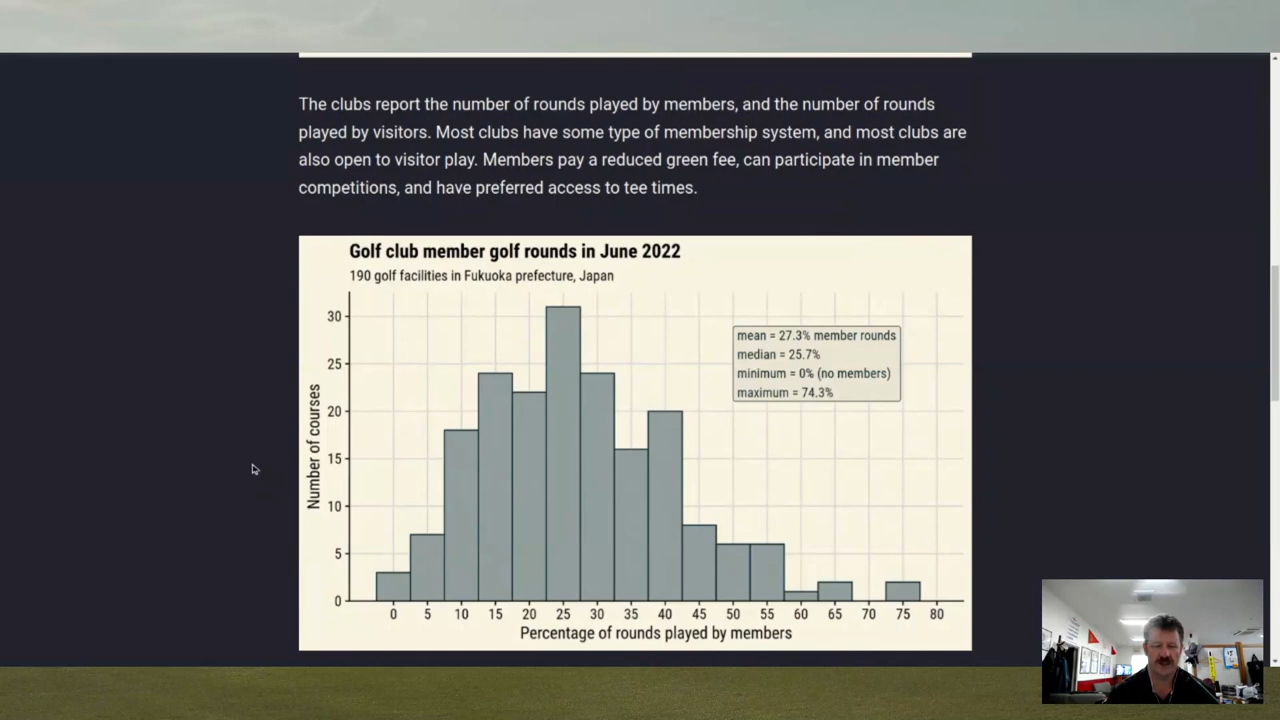 The clubs report the number of rounds played by members, and the number of rounds
played by visitors. Most clubs have some type of membership system, and most clubs are
also open to visitor play. Members pay a reduced green fee, can participate in member
competitions, and have preferred access to tee times.
Golf club member golf rounds in June 2022
190 golf facilities in Fukuoka prefecture, Japan
mean = 27.3% member rounds
median = 25.7%
minimum = 0% (no members)
maximum = 74.3%
Number of courses
30
25
20
15
10
5
0
0 5 10 15 20 25 30 35 40 45 50 55 60 65 70 75 80
Percentage of rounds played by members